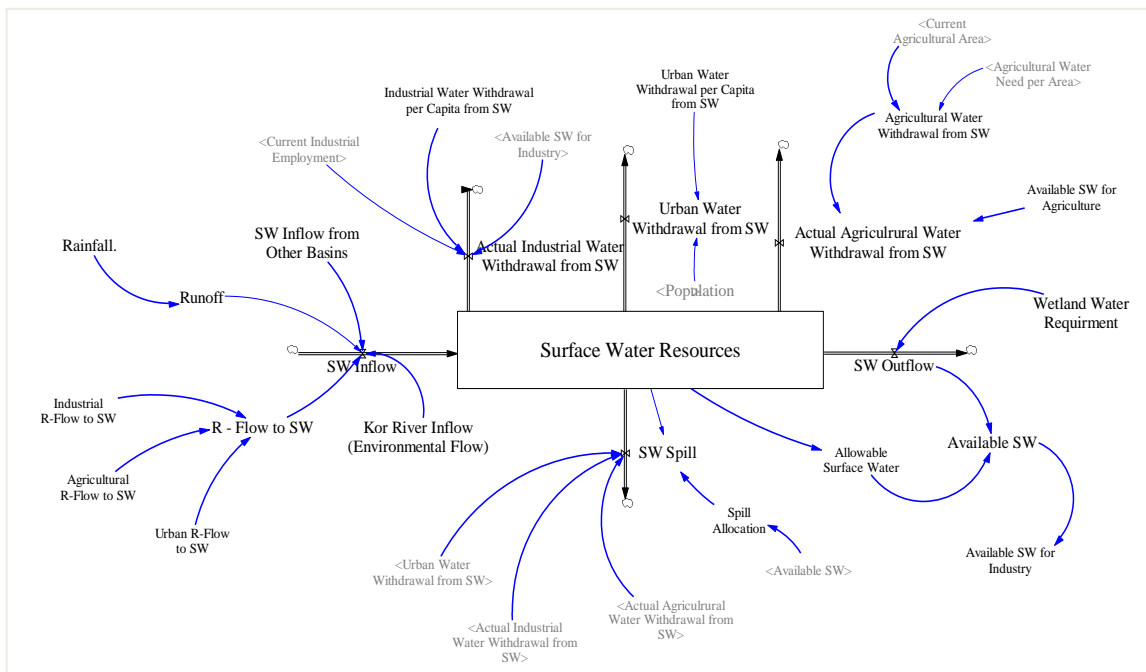 <Current
Agricultural Area>
<Agricultural Water
Need per Area>
Industrial Water Withdrawal
per Capita from SW
Urban Water
Withdrawal per Capita
from SW
<Current Industrial
Employment>
<Available SW for
Industry>
Agricultural Water
Withdrawal from SW
Rainfall.
SW Inflow from
Other Basins
Actual Industrial Water
Withdrawal from SW
Urban Water
Withdrawal from SW
Actual Agriculrural Water
Withdrawal from SW
Available SW for
Agriculture
Runoff
<Population
>
Wetland Water
Requirment
Surface Water Resources
SW Inflow
SW Outflow
Industrial
R-Flow to SW
R - Flow to SW
Kor River Inflow
(Environmental Flow)
SW Spill
Allowable
Surface Water
Available SW
Agricultural
R-Flow to SW
Urban R-Flow
to SW
Spill
Allocation
Available SW for
Industry
<Urban Water
Withdrawal from SW>
<Available SW>
<Actual Industrial
Water Withdrawal from
SW>
<Actual Agriculrural
Water Withdrawal from
SW>